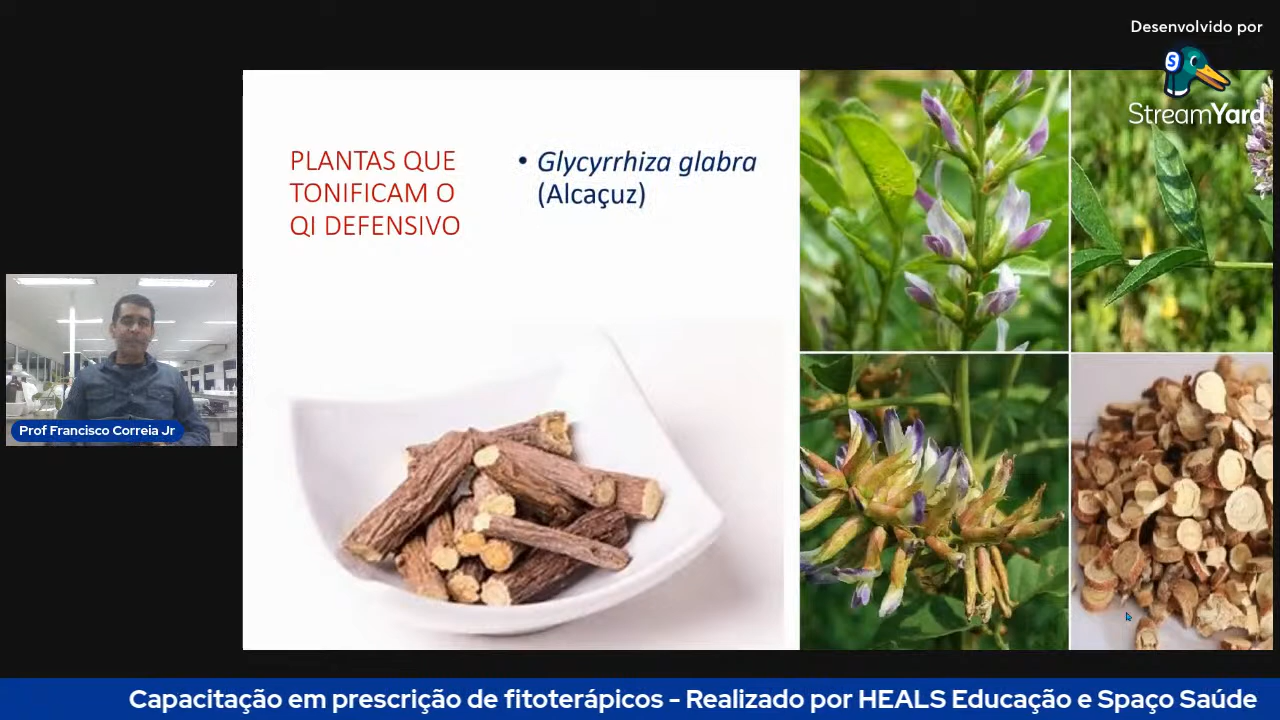 Desenvolvido por
S
StreamYard
PLANTAS QUE
TONIFICAM O
QI DEFENSIVO
• Glycyrrhiza glabra
(Alcaçuz)
Prof Francisco Correia Jr
Capacitação em prescrição de fitoterápicos - Realizado por HEALS Educação e Spaço Saúde